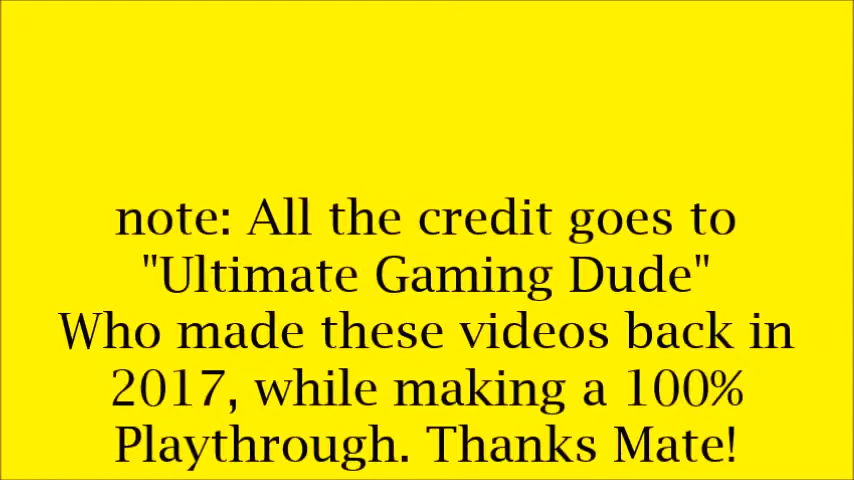 note: All the credit goes to
"Ultimate Gaming Dude"
Who made these videos back in
2017, while making a 100%
Playthrough. Thanks Mate!